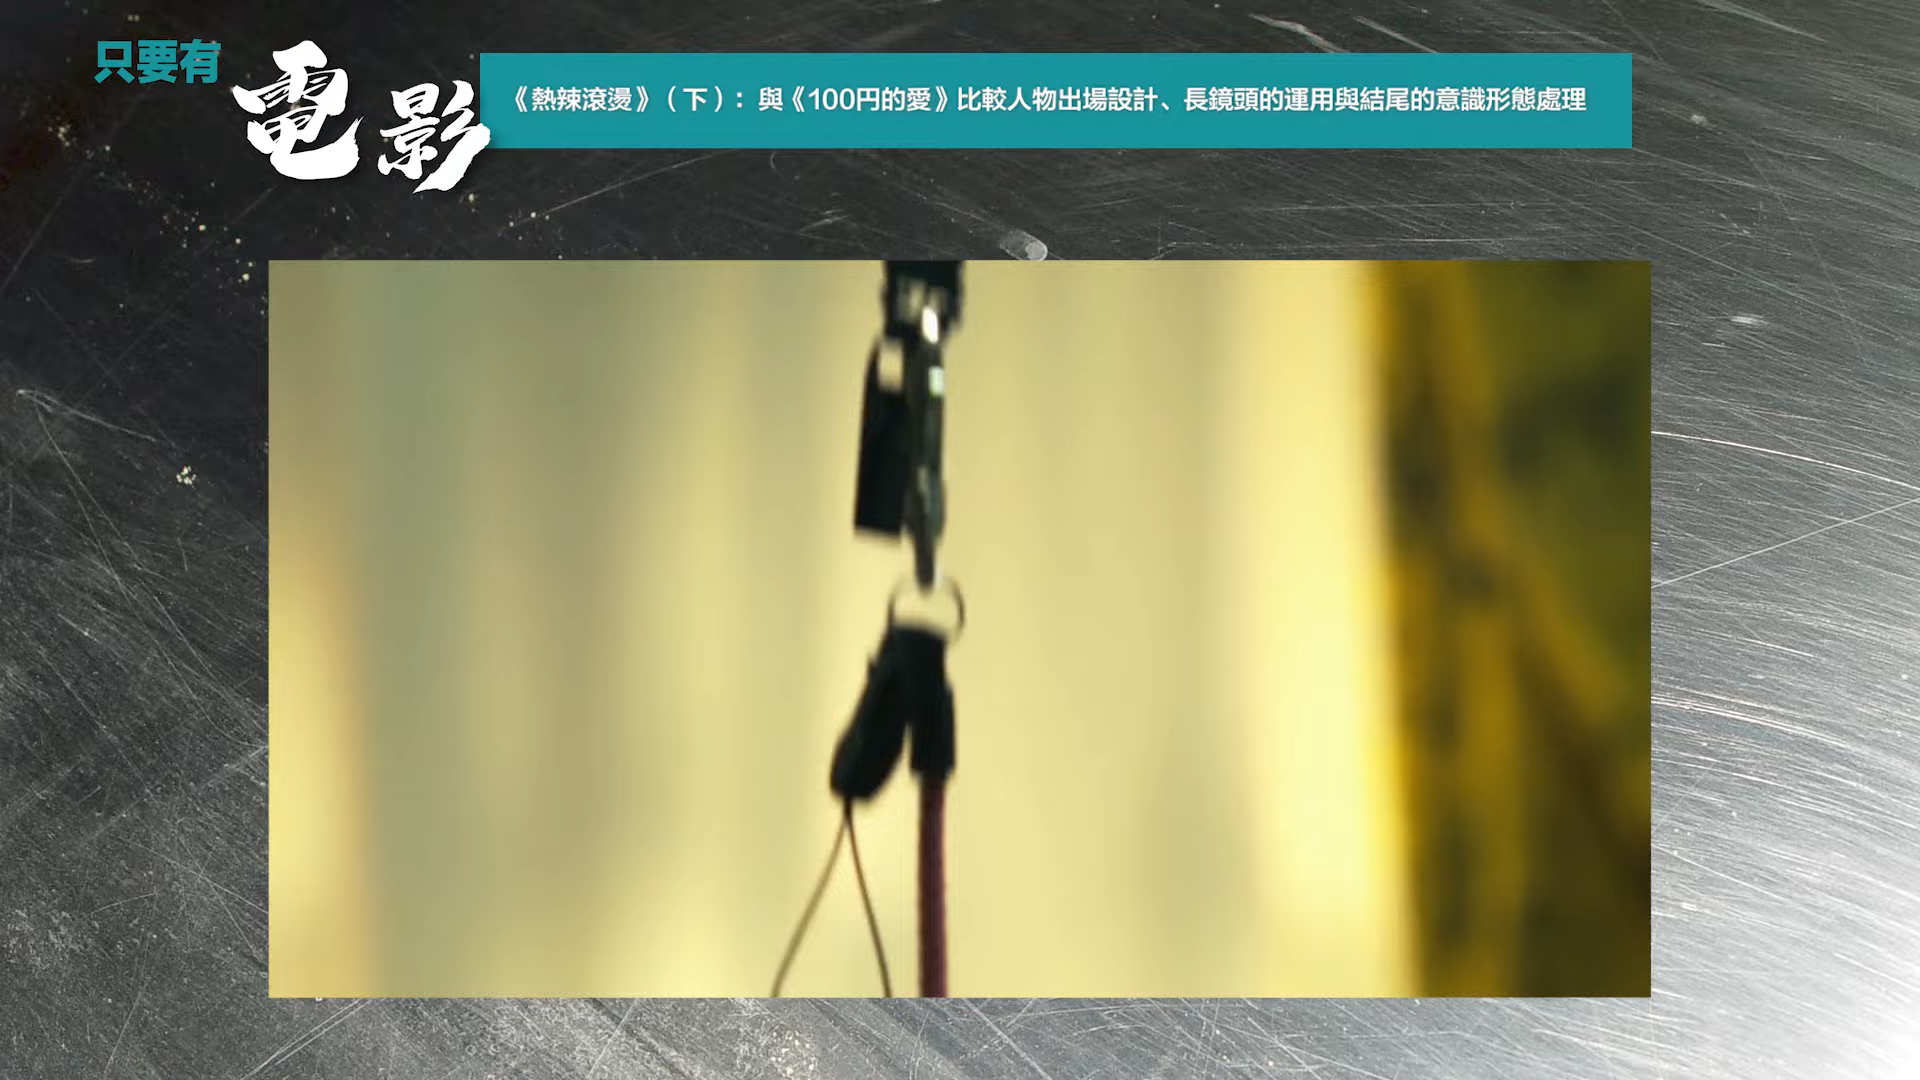 只要有
電影
《熱辣滾燙》（下）：與《100円的愛》比較人物出場設計、長鏡頭的運用與結尾的意識形態處理